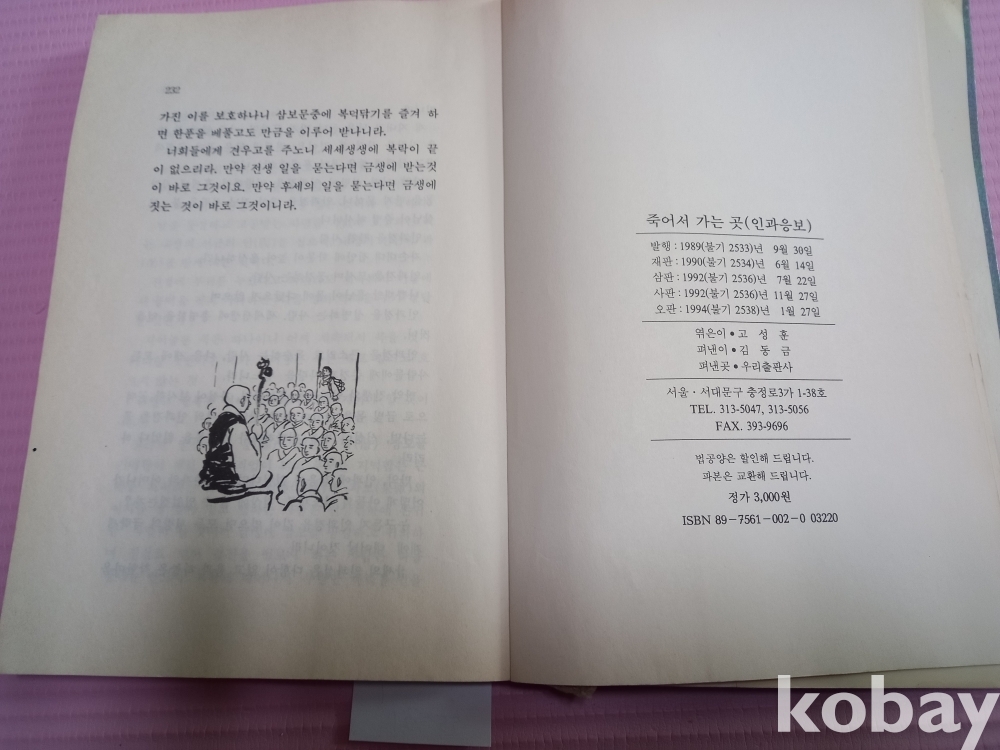 232
가진 이를 보호하나니 삼보문중에 복덕닦기를 즐겨 하
면 한푼을 베풀고도 만금을 이루어 받나니라.
너희들에게 견우고를 주노니 세세생생에 복락이 끝
이 없으리라. 만약 전생 일을 묻는다면 금생에 받는것
이 바로 그것이요. 만약 후세의 일을 묻는다면 금생에
짓는 것이 바로 그것이니라.
죽어서 가는 곳(인과응보)
발행 : 1989(불기 2533)년 9월 30일
재판 : 1990(불기 2534)년 6월 14일
삼판 : 1992(불기 2536)년 7월 22일
사판 : 1992(불기 2536)년 11월 27일
오판 : 1994(불기 2538)년 1월 27일
엮은이 • 고 성 훈
펴낸이 • 김 동 금
펴낸곳 • 우리출판사
서울 · 서대문구 충정로3가 1-38호
TEL. 313-5047, 313-5056
FAX. 393-9696
법공양은 할인해 드립니다.
파본은 교환해 드립니다.
정가 3,000원
ISBN 89-7561-002-0 03220
kobay